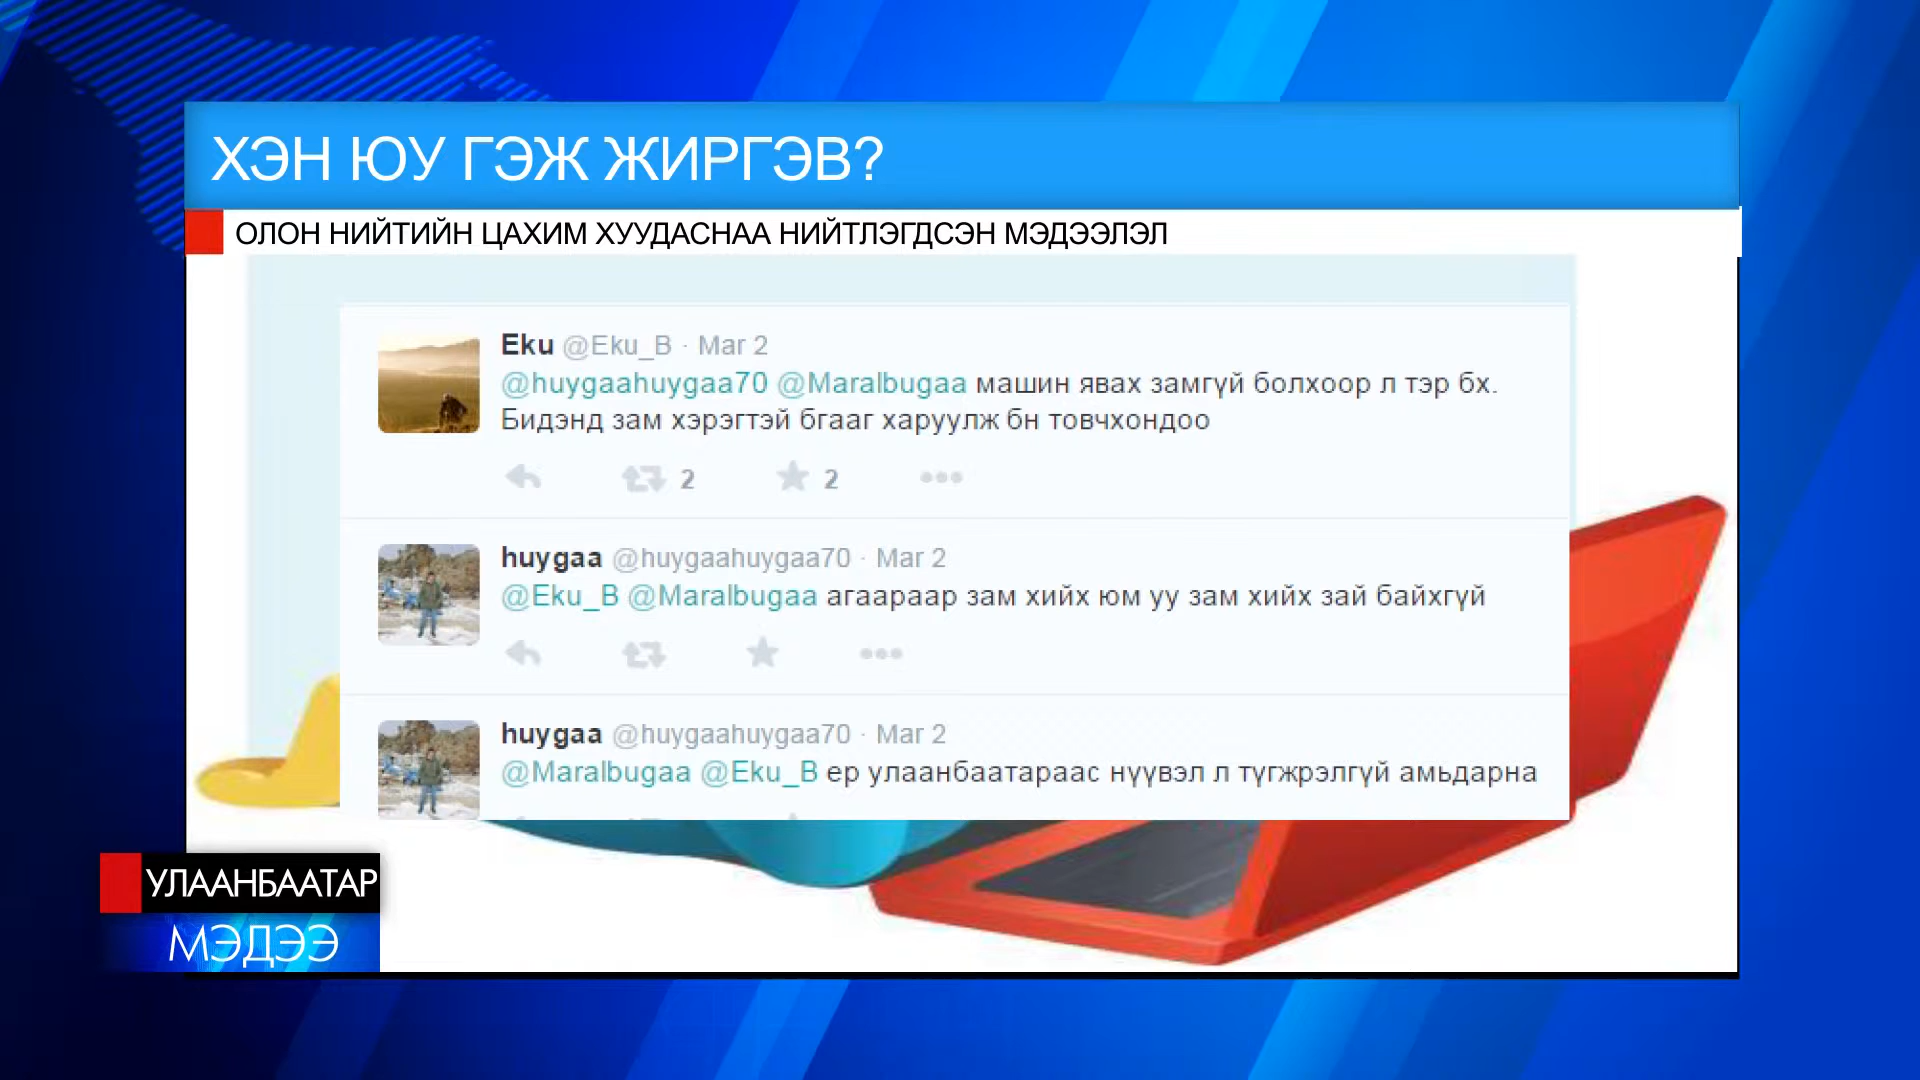 ХЭН ЮУ ГЭЖ ЖИРГЭВ?
ОЛОН НИЙТИЙН ЦАХИМ ХУУДАСНАА НИЙТЛЭГДСЭН МЭДЭЭЛЭЛ
Eku @Eku_B · Mar 2
@huygaahuygaa70 @Maralbugaa машин явах замгүй болхоор л тэр бх.
Бидэнд зам хэрэгтэй бгааг харуулж бн товчхондоо
2 2
huygaa @huygaahuygaa70 · Mar 2
@Eku_B @Maralbugaa агаараар зам хийх юм уу зам хийх зай байхгүй
huygaa @huygaahuygaa70 · Mar 2
@Maralbugaa @Eku_B ер улаанбаатараас нүүвэл л түгжрэлгүй амьдарна
УЛААНБААТАР
МЭДЭЭ